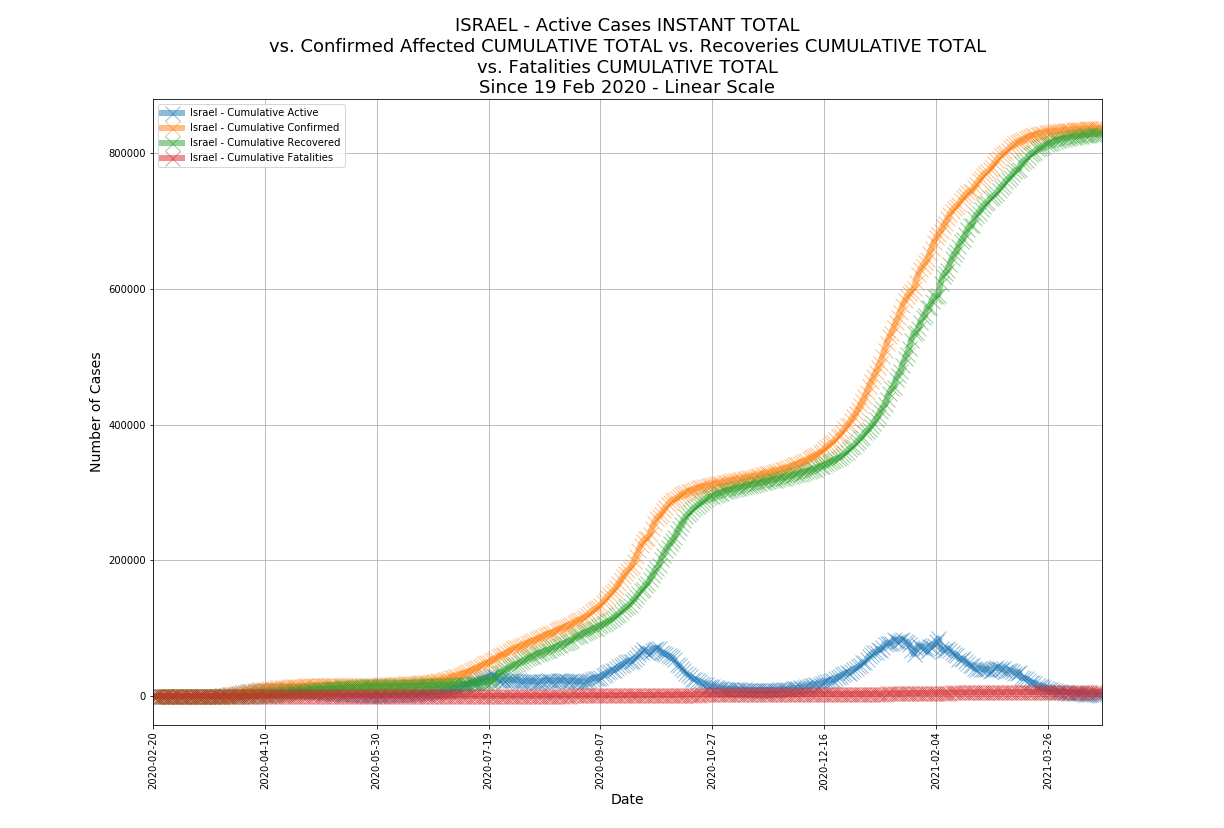 ISRAEL - Active Cases INSTANT TOTAL
vs. Confirmed Affected CUMULATIVE TOTAL vs. Recoveries CUMULATIVE TOTAL
vs. Fatalities CUMULATIVE TOTAL
Since 19 Feb 2020 - Linear Scale
Israel - Cumulative Active
Israel - Cumulative Confirmed
Israel - Cumulative Recovered
Israel - Cumulative Fatalities
Number of Cases
800000
600000
400000
200000
0
2020-02-20
2020-04-10
2020-05-30
2020-07-19
2020-09-07
2020-10-27
2020-12-16
2021-02-04
2021-03-26
Date